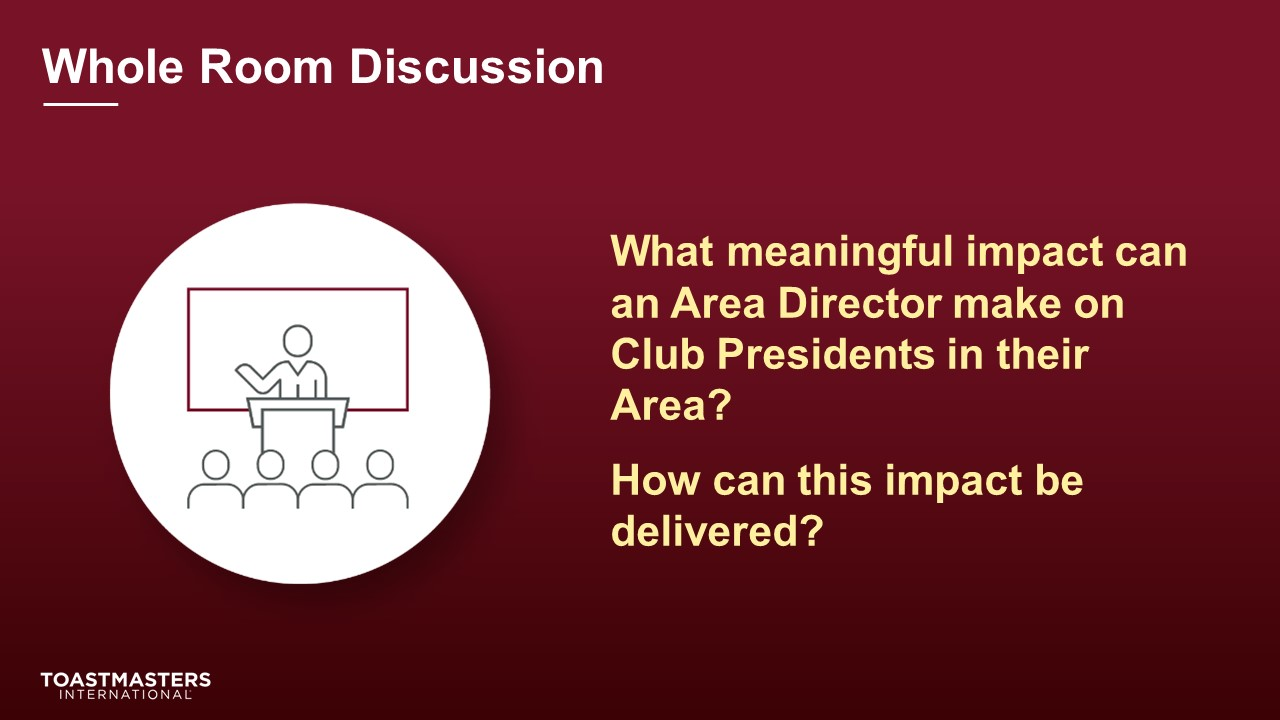 Whole Room Discussion
What meaningful impact can
an Area Director make on
Club Presidents in their
Area?
How can this impact be
delivered?
TOASTMASTERS
INTERNATIONAL